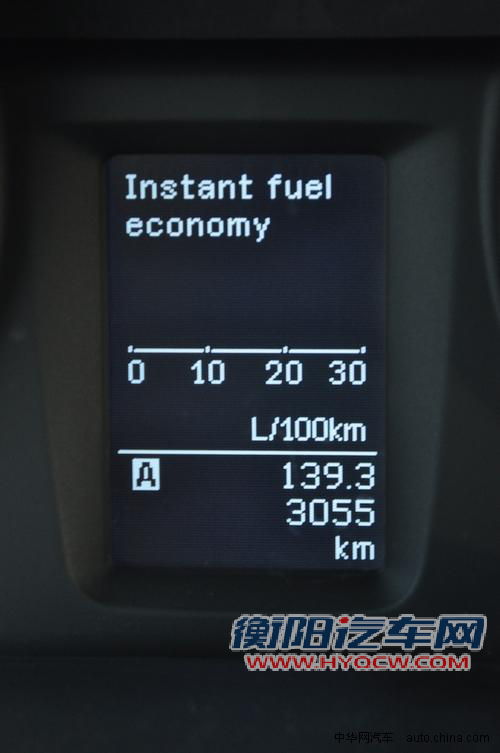 Instant fuel
economy
0 10 20 30
L/100km
A 139.3
3055
km
衡阳汽车网
www.HYQCW.COM
中华网汽车 auto.china.com